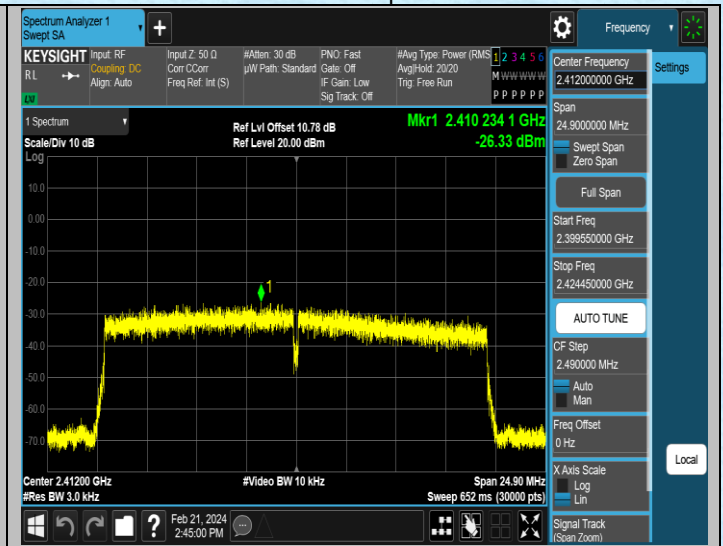 Spectrum Analyzer 1
Swept SA
+
Frequency
KEYSIGHT
RL
Input: RF
Coupling: DC
Align: Auto
Input Z: 50 Ω
Corr CCorr
Freq Ref: Int (S)
#Atten: 30 dB
µW Path: Standard
PNO: Fast
Gate: Off
IF Gain: Low
Sig Track: Off
#Avg Type: Power (RMS
Avg|Hold: 20/20
Trig: Free Run
1 2 3 4 5 6
M W W W W W
P P P P P P
Center Frequency
2.412000000 GHz
Settings
Span
24.9000000 MHz
Swept Span
Zero Span
Full Span
Start Freq
2.399550000 GHz
Stop Freq
2.424450000 GHz
AUTO TUNE
CF Step
2.490000 MHz
Auto
Man
Freq Offset
0 Hz
X Axis Scale
Log
Lin
Signal Track
(Span Zoom)
Local
1 Spectrum
Scale/Div 10 dB
Ref Lvl Offset 10.78 dB
Ref Level 20.00 dBm
Mkr1 2.410 234 1 GHz
-26.33 dBm
Log
10.0
0.00
-10.0
-20.0
-30.0
-40.0
-50.0
-60.0
-70.0
1
Center 2.41200 GHz
#Res BW 3.0 kHz
#Video BW 10 kHz
Span 24.90 MHz
Sweep 652 ms (30000 pts)
?
Feb 21, 2024
2:45:00 PM